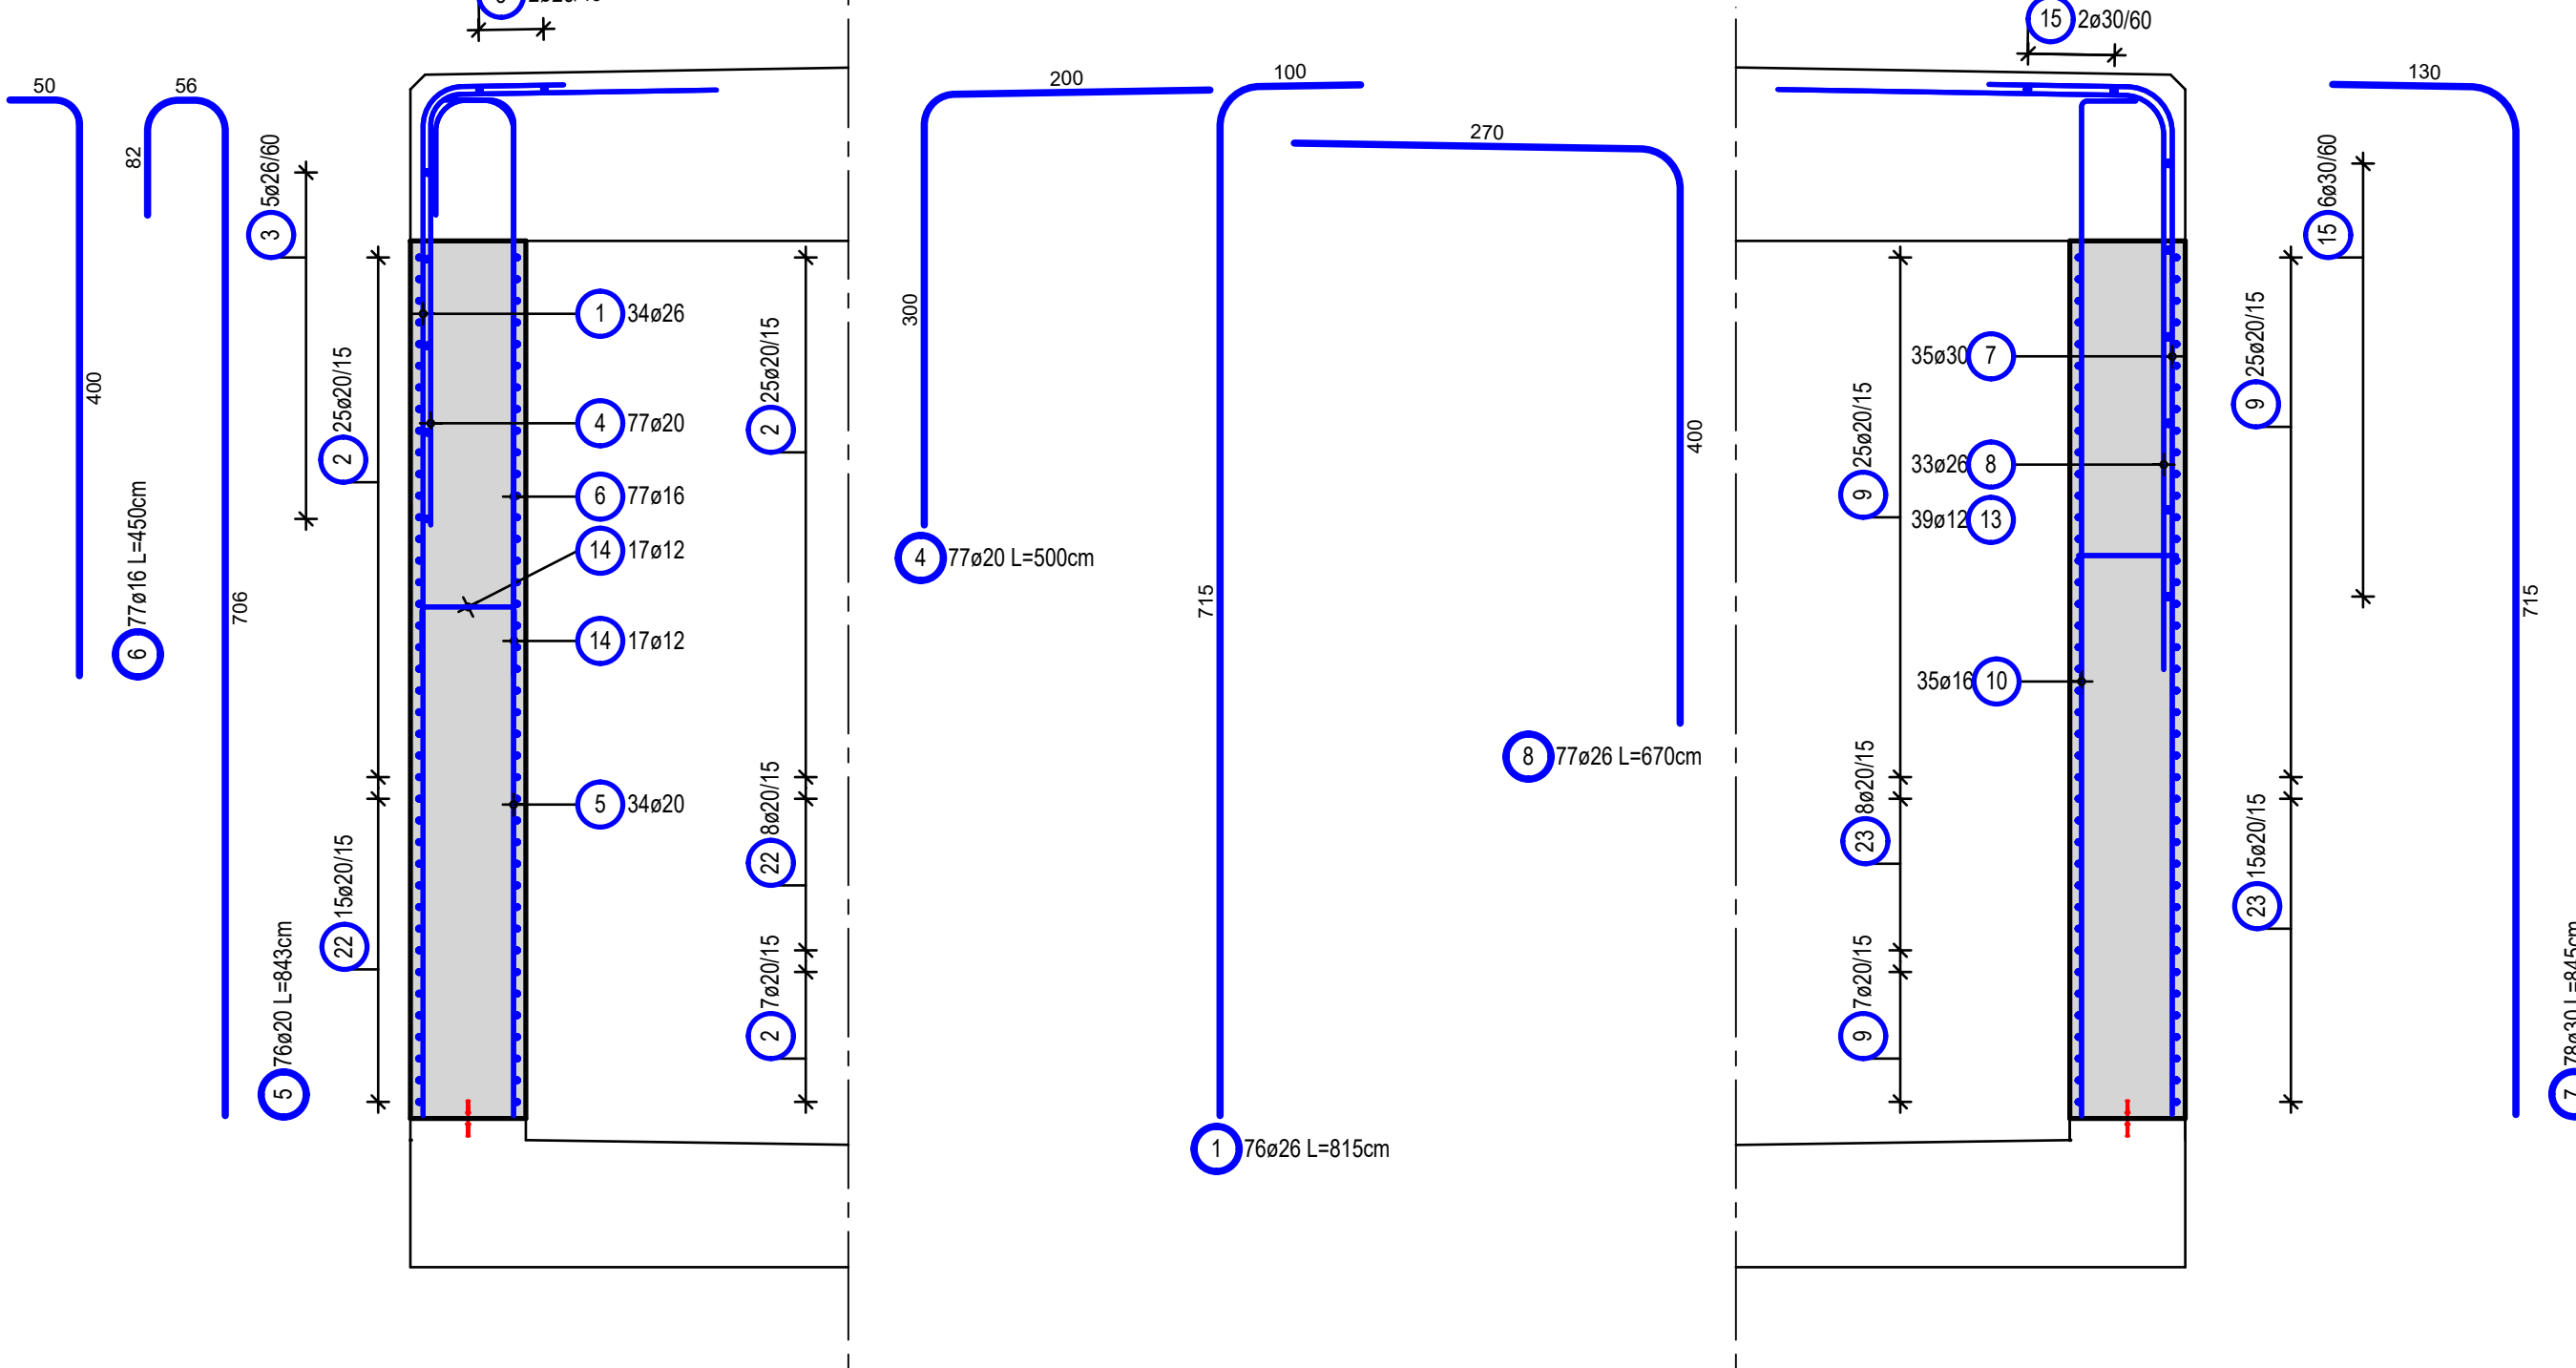 15 2ø30/60
50
56
82
400
706
6 77ø16 L=450cm
5 76ø20 L=843cm
3 5ø26/60
2 25ø20/15
22 15ø20/15
1 34ø26
4 77ø20
6 77ø16
14 17ø12
14 17ø12
5 34ø20
2 25ø20/15
22 8ø20/15
2 7ø20/15
200
300
4 77ø20 L=500cm
100
715
1 76ø26 L=815cm
270
400
8 77ø26 L=670cm
9 25ø20/15
23 8ø20/15
9 7ø20/15
35ø30 7
33ø26 8
39ø12 13
35ø16 10
9 25ø20/15
23 15ø20/15
15 6ø30/60
130
715
7 78ø30 L=845cm